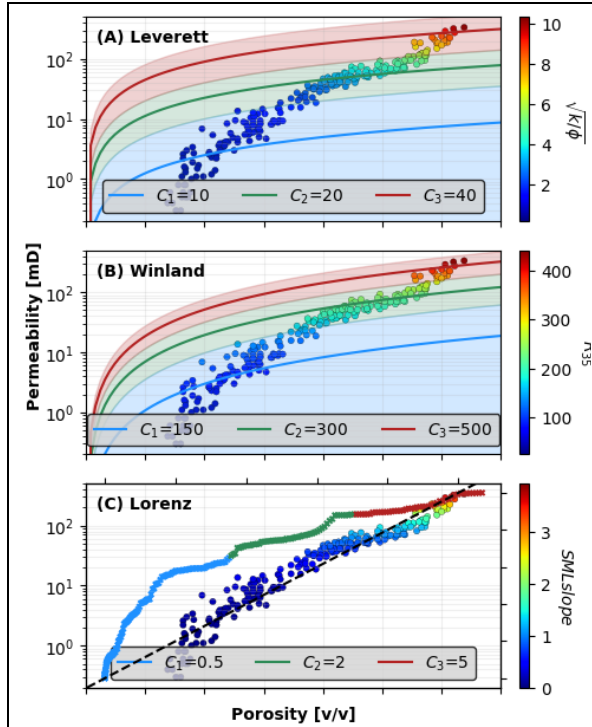 (A) Leverett
10²
10¹
10⁰
C₁=10 C₂=20 C₃=40
10
8
6
4
2
√k/ϕ
(B) Winland
10²
10¹
10⁰
C₁=150 C₂=300 C₃=500
400
300
200
100
R₃₅
Permeability [mD]
(C) Lorenz
10²
10¹
10⁰
C₁=0.5 C₂=2 C₃=5
3
2
1
0
SMLslope
Porosity [v/v]